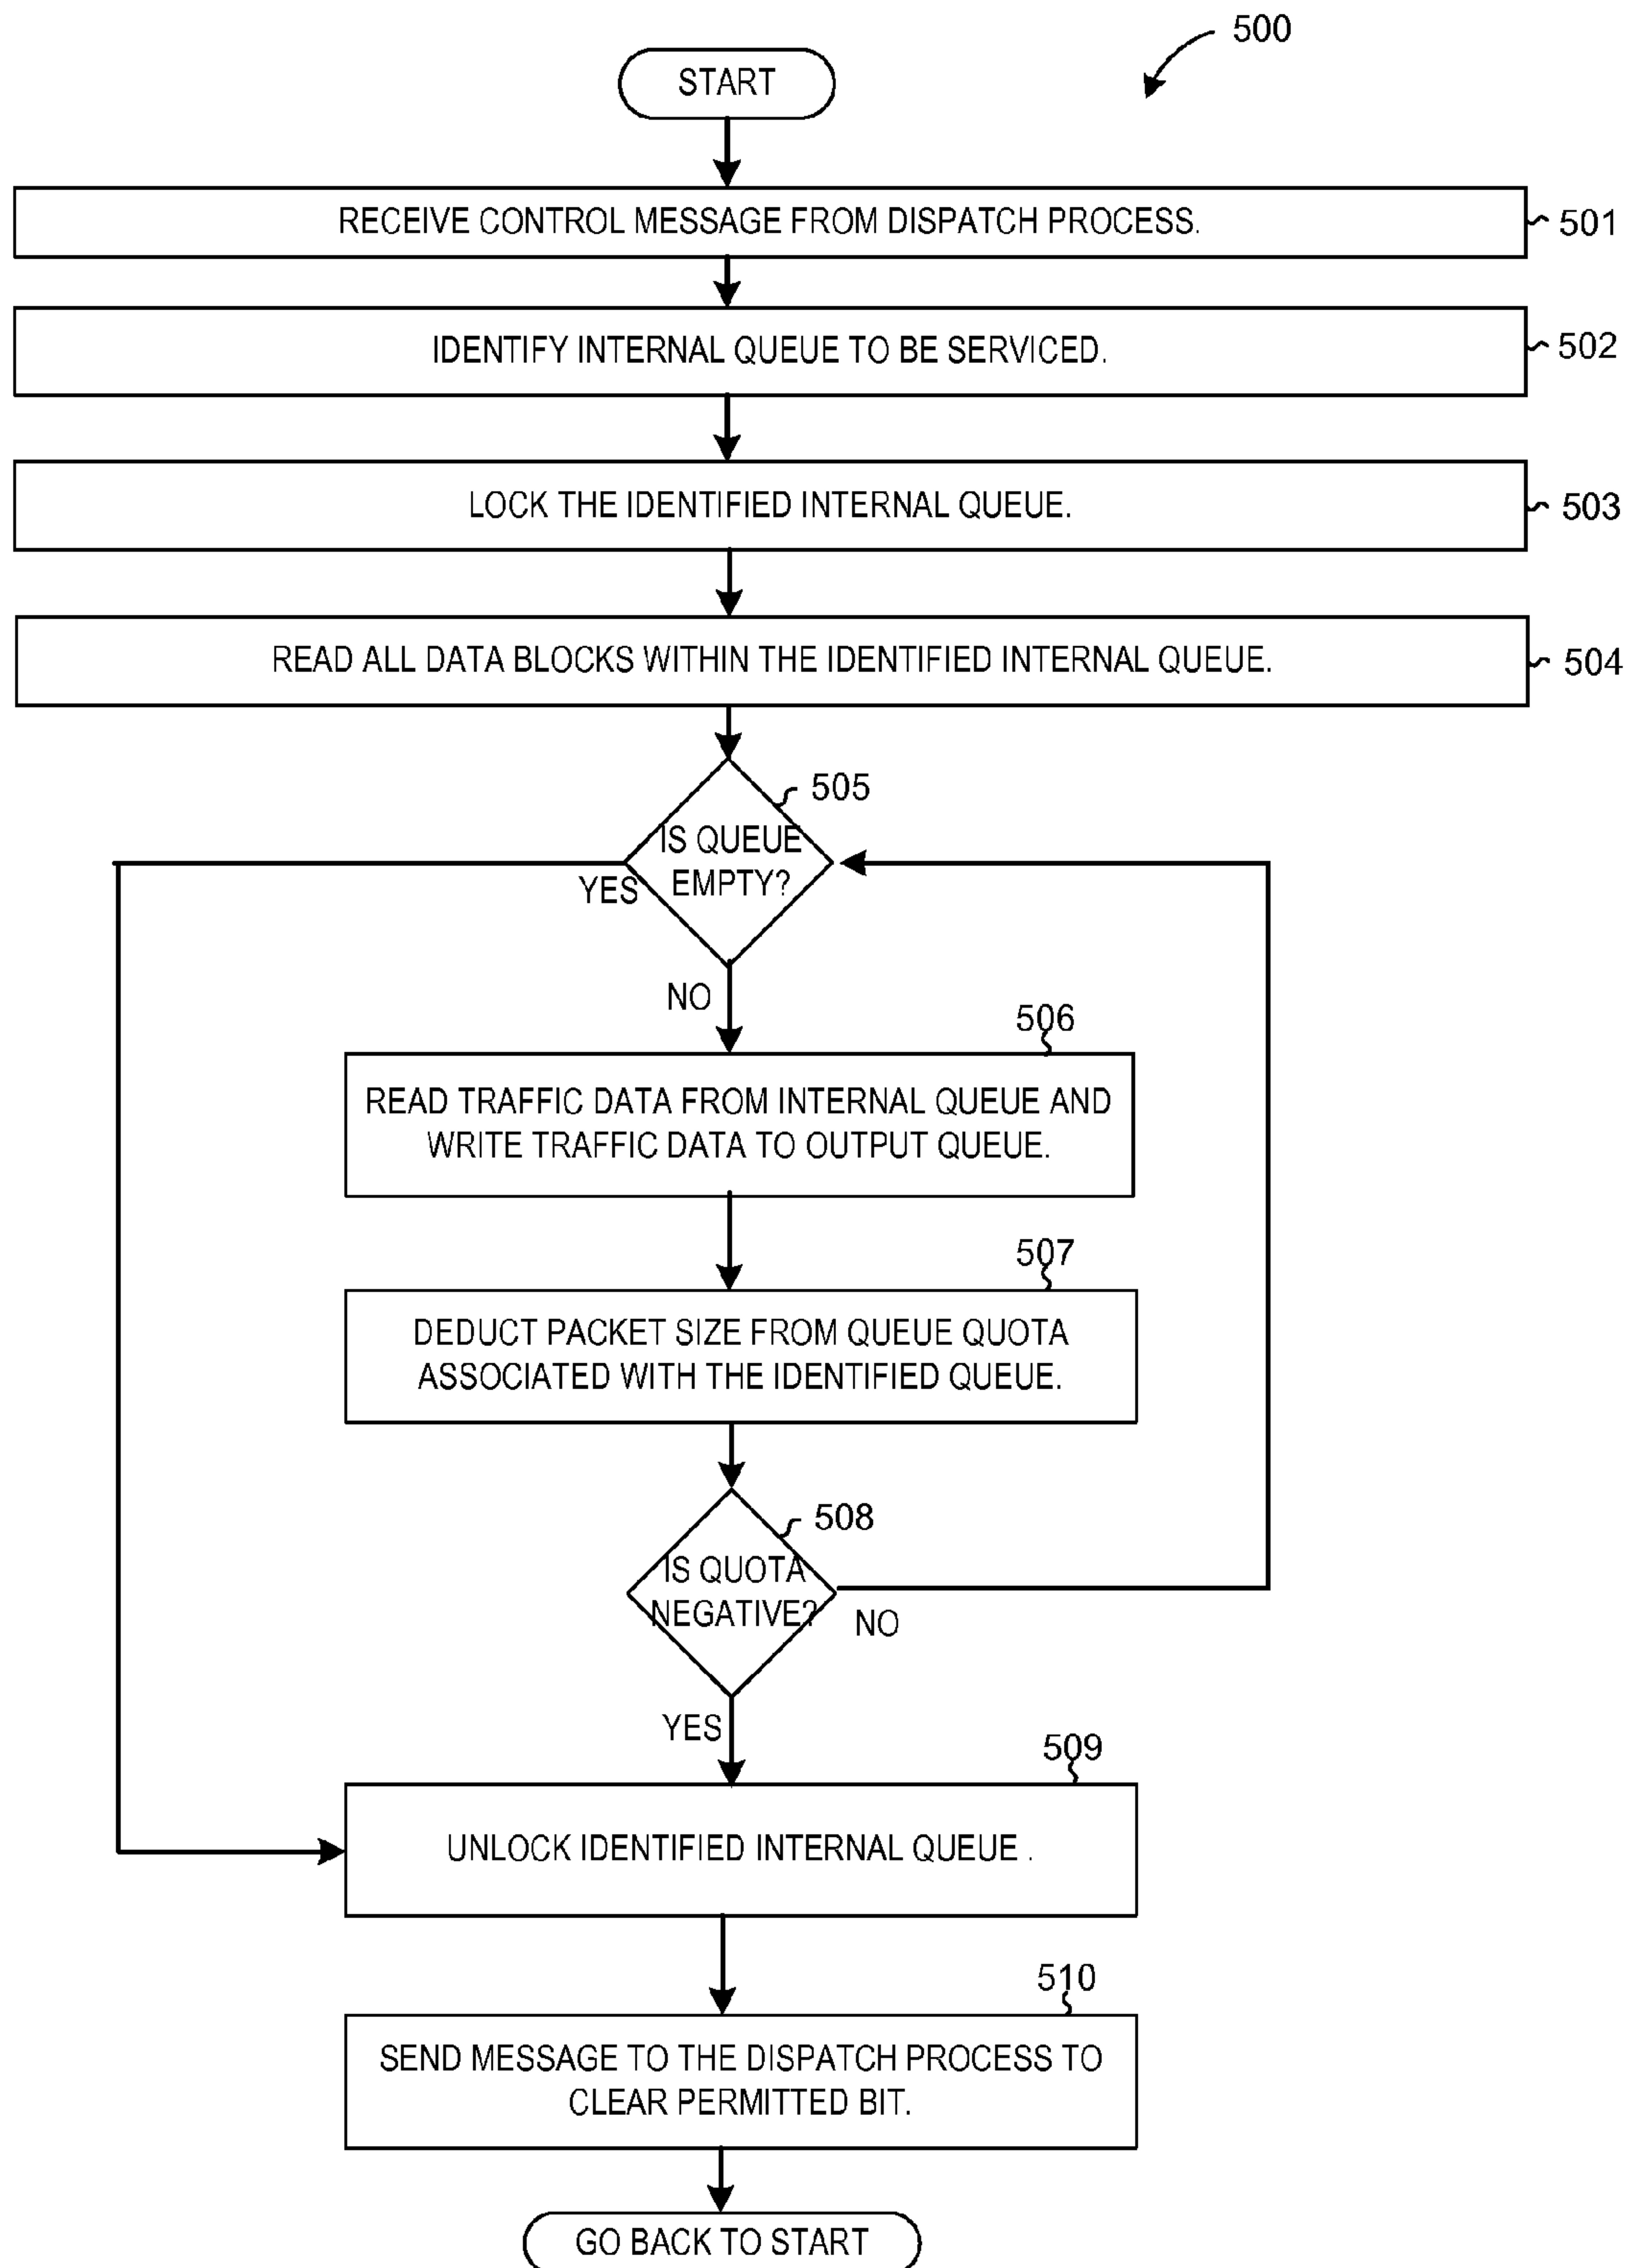 500
START
RECEIVE CONTROL MESSAGE FROM DISPATCH PROCESS.
501
IDENTIFY INTERNAL QUEUE TO BE SERVICED.
502
LOCK THE IDENTIFIED INTERNAL QUEUE.
503
READ ALL DATA BLOCKS WITHIN THE IDENTIFIED INTERNAL QUEUE.
504
505
IS QUEUE
EMPTY?
YES
NO
506
READ TRAFFIC DATA FROM INTERNAL QUEUE AND
WRITE TRAFFIC DATA TO OUTPUT QUEUE.
507
DEDUCT PACKET SIZE FROM QUEUE QUOTA
ASSOCIATED WITH THE IDENTIFIED QUEUE.
508
IS QUOTA
NEGATIVE?
NO
YES
509
UNLOCK IDENTIFIED INTERNAL QUEUE .
510
SEND MESSAGE TO THE DISPATCH PROCESS TO
CLEAR PERMITTED BIT.
GO BACK TO START